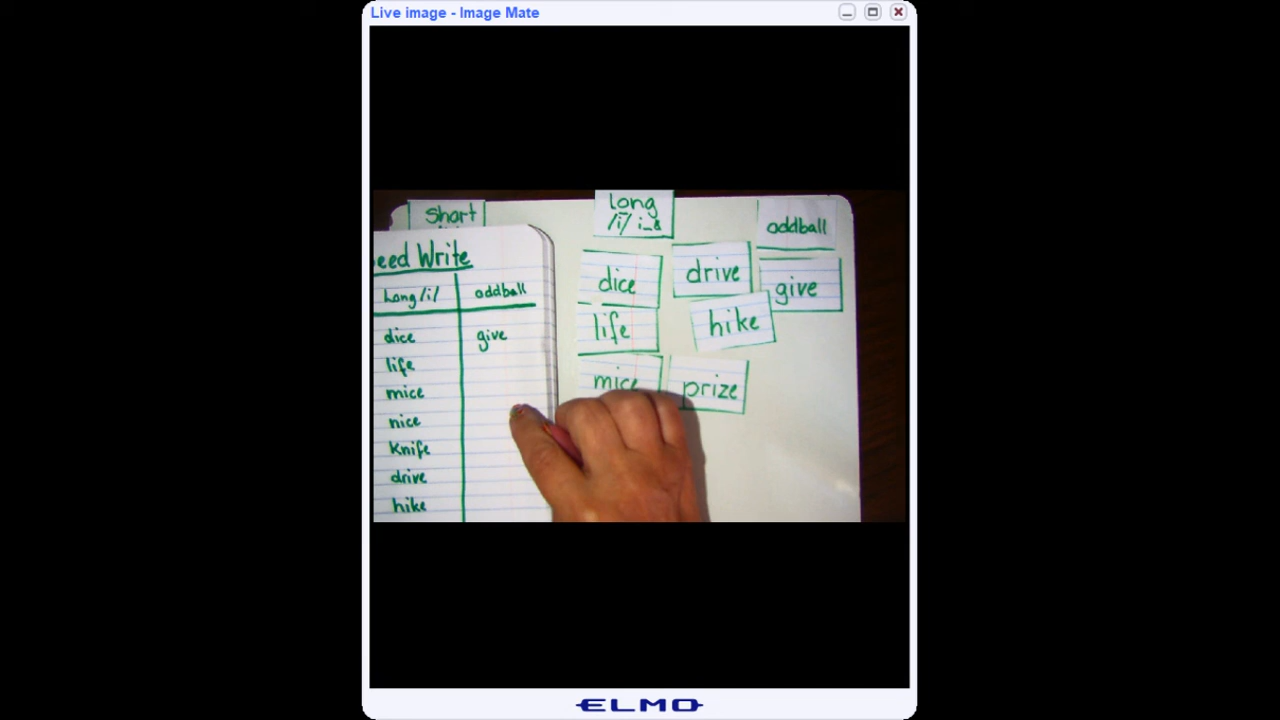 Live image - Image Mate
short
long
/ĭ/ i_e
oddball
eed Write
long/i/
oddball
dice
give
life
mice
nice
knife
drive
hike
dice
drive
give
life
hike
mice
prize
ELMO